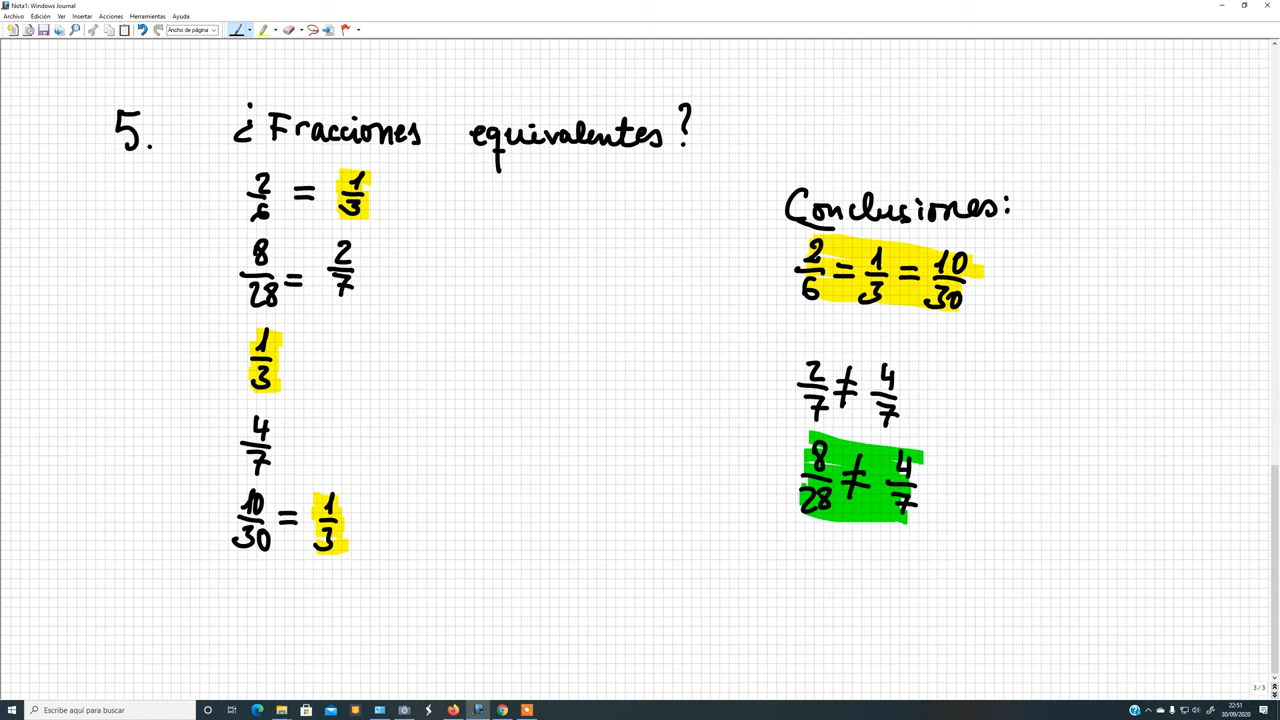 Nota1: Windows Journal
Archivo Edición Ver Insertar Acciones Herramientas Ayuda
Ancho de página
5. ¿Fracciones equivalentes?
2/6 = 1/3
8/28 = 2/7
1/3
4/7
10/30 = 1/3
Conclusiones:
2/6 = 1/3 = 10/30
2/7 ≠ 4/7
8/28 ≠ 4/7
3 / 3
Escribe aquí para buscar
22:51
30/09/2020